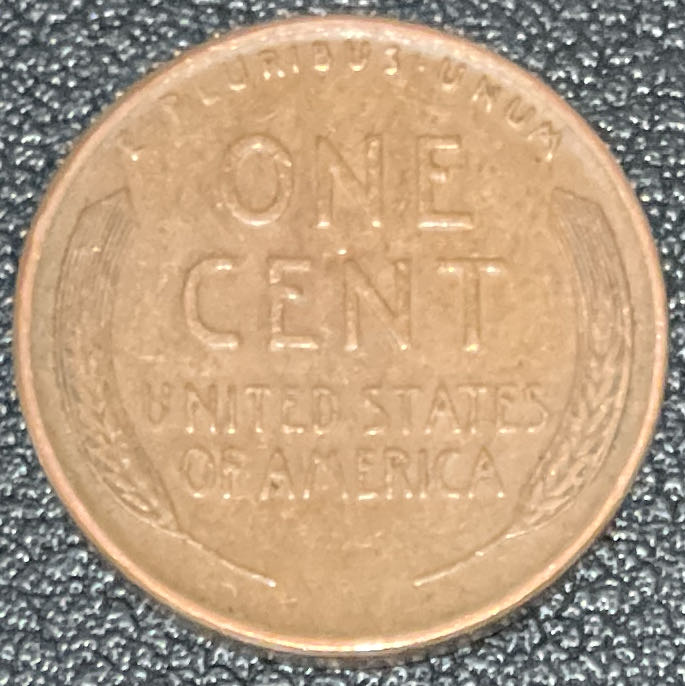 E·PLURIBUS·UNUM
ONE
CENT
UNITED STATES
OF AMERICA